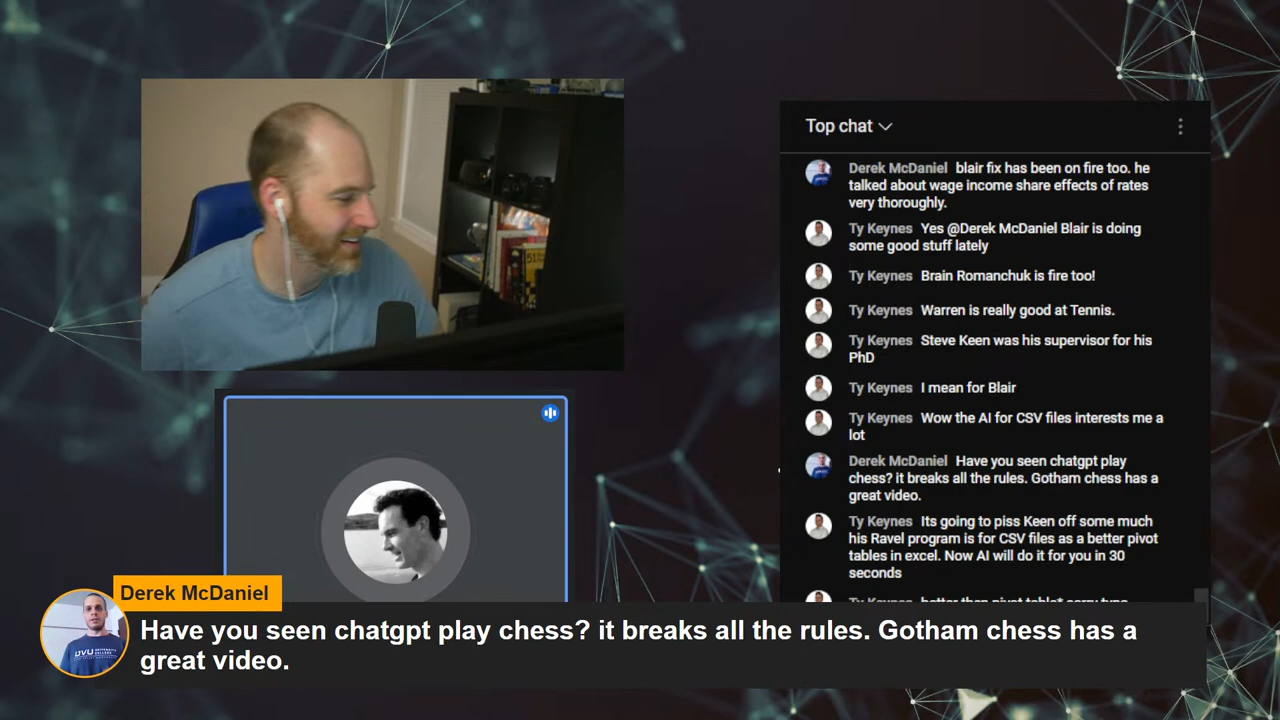 Top chat
Derek McDaniel blair fix has been on fire too. he
talked about wage income share effects of rates
very thoroughly.
Ty Keynes Yes @Derek McDaniel Blair is doing
some good stuff lately
Ty Keynes Brain Romanchuk is fire too!
Ty Keynes Warren is really good at Tennis.
Ty Keynes Steve Keen was his supervisor for his
PhD
Ty Keynes I mean for Blair
Ty Keynes Wow the AI for CSV files interests me a
lot
Derek McDaniel Have you seen chatgpt play
chess? it breaks all the rules. Gotham chess has a
great video.
Ty Keynes Its going to piss Keen off some much
his Ravel program is for CSV files as a better pivot
tables in excel. Now AI will do it for you in 30
seconds
Derek McDaniel
Have you seen chatgpt play chess? it breaks all the rules. Gotham chess has a
great video.
UVU